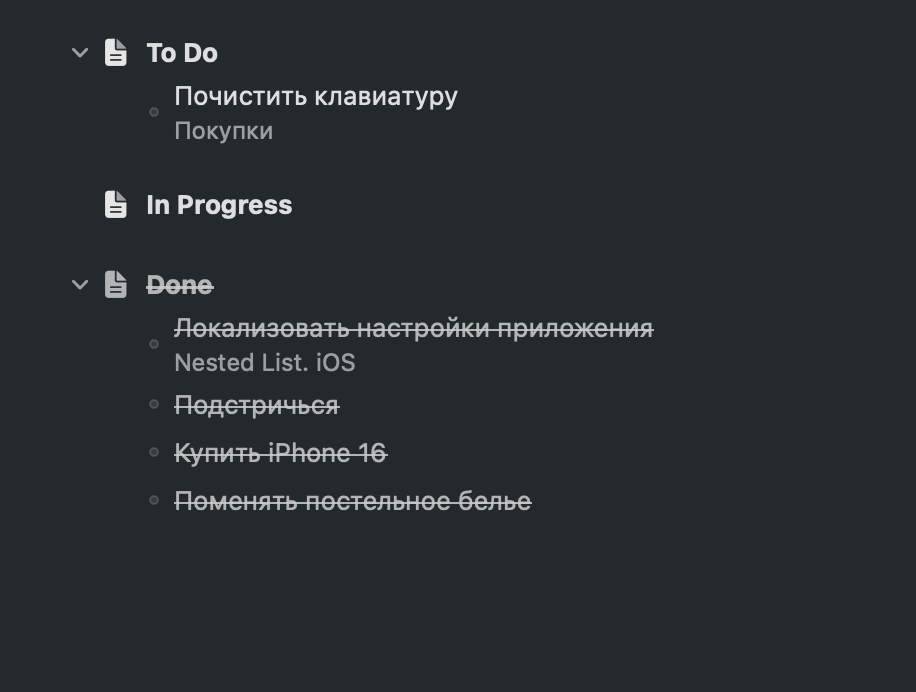 To Do
Почистить клавиатуру
Покупки
In Progress
Done
Локализовать настройки приложения
Nested List. iOS
Подстричься
Купить iPhone 16
Поменять постельное белье